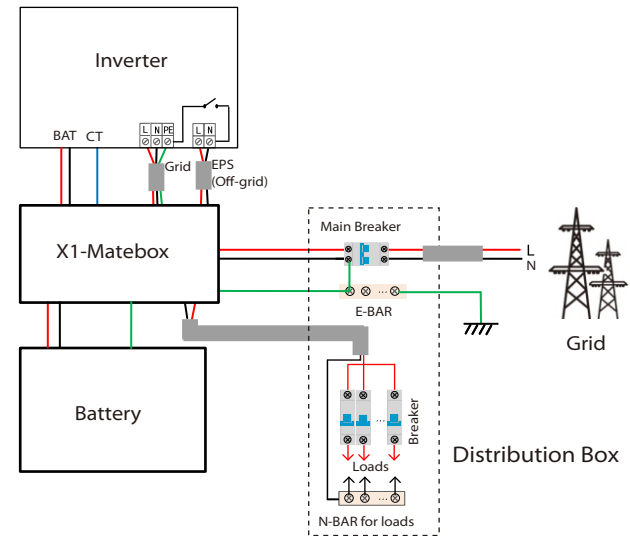 Inverter
BAT
CT
L N PE
L N
Grid
EPS
(Off-grid)
X1-Matebox
Main Breaker
L
N
...
E-BAR
Grid
Battery
...
Breaker
Loads
...
Distribution Box
N-BAR for loads